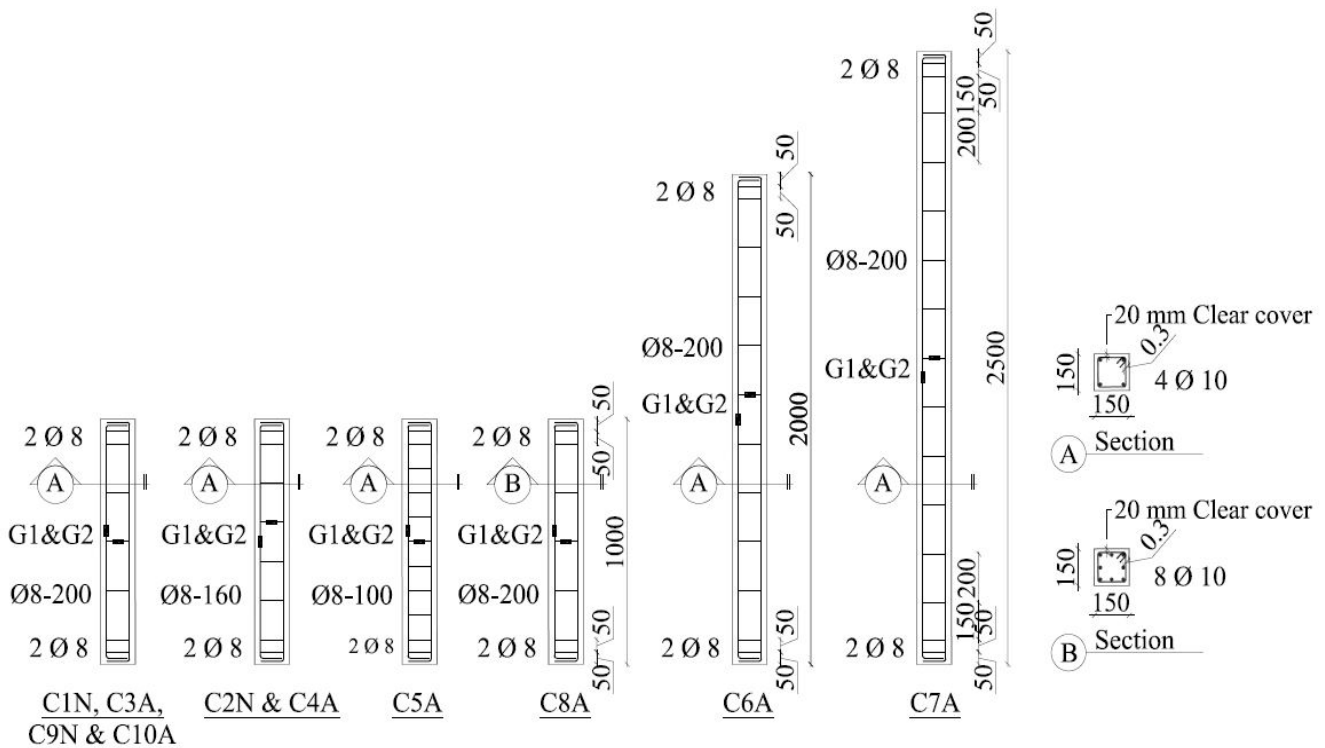 2 Ø 8
Ø8-200
G1&G2
2 Ø 8
A
50
50
150
200
2500
200
150
50
50
C7A
2 Ø 8
Ø8-200
G1&G2
2 Ø 8
A
50
50
2000
50
50
C6A
2 Ø 8
A
G1&G2
Ø8-200
2 Ø 8
C1N, C3A,
C9N & C10A
2 Ø 8
A
G1&G2
Ø8-160
2 Ø 8
C2N & C4A
2 Ø 8
A
G1&G2
Ø8-100
2 Ø 8
C5A
2 Ø 8
B
G1&G2
Ø8-200
2 Ø 8
50
50
1000
50
50
C8A
20 mm Clear cover
0.3
150
4 Ø 10
150
A Section
20 mm Clear cover
0.3
150
8 Ø 10
150
B Section